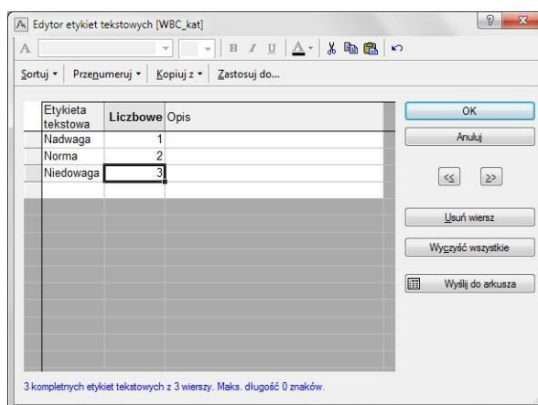 Edytor etykiet tekstowych [WBC_kat]
Sortuj Przenumeruj Kopiuj z Zastosuj do...
Etykieta tekstowa Liczbowe Opis
Nadwaga 1
Norma 2
Niedowaga 3
OK
Anuluj
<< >>
Usuń wiersz
Wyczyść wszystkie
Wyślij do arkusza
3 kompletnych etykiet tekstowych z 3 wierszy. Maks. długość 0 znaków.